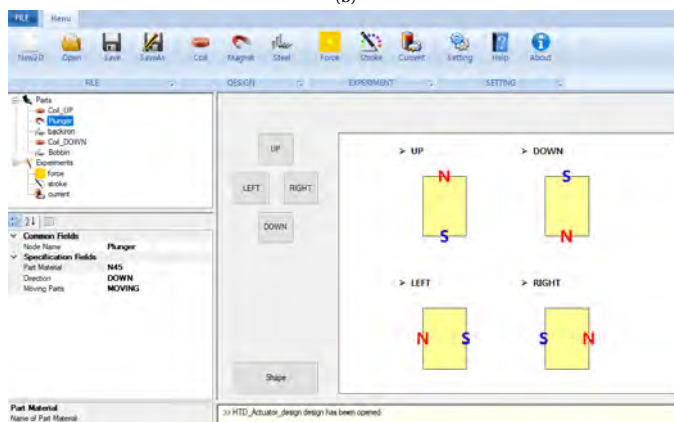 (b)
FILE Menu
New2D Open Save SaveAs Coil Magnet Steel Force Stroke Current Setting Help About
FILE DESIGN EXPERIMENT SETTING
Parts
Coil_UP
Plunger
backiron
Coil_DOWN
Bobbin
Experiments
force
stroke
current
Common Fields
Node Name Plunger
Specification Fields
Part Material N45
Direction DOWN
Moving Parts MOVING
Part Material
Name of Part Material
UP
LEFT RIGHT
DOWN
Shape
➢ UP ➢ DOWN
N S
S N
➢ LEFT ➢ RIGHT
N S S N
>> HTD_Actuator_design design has been opened.